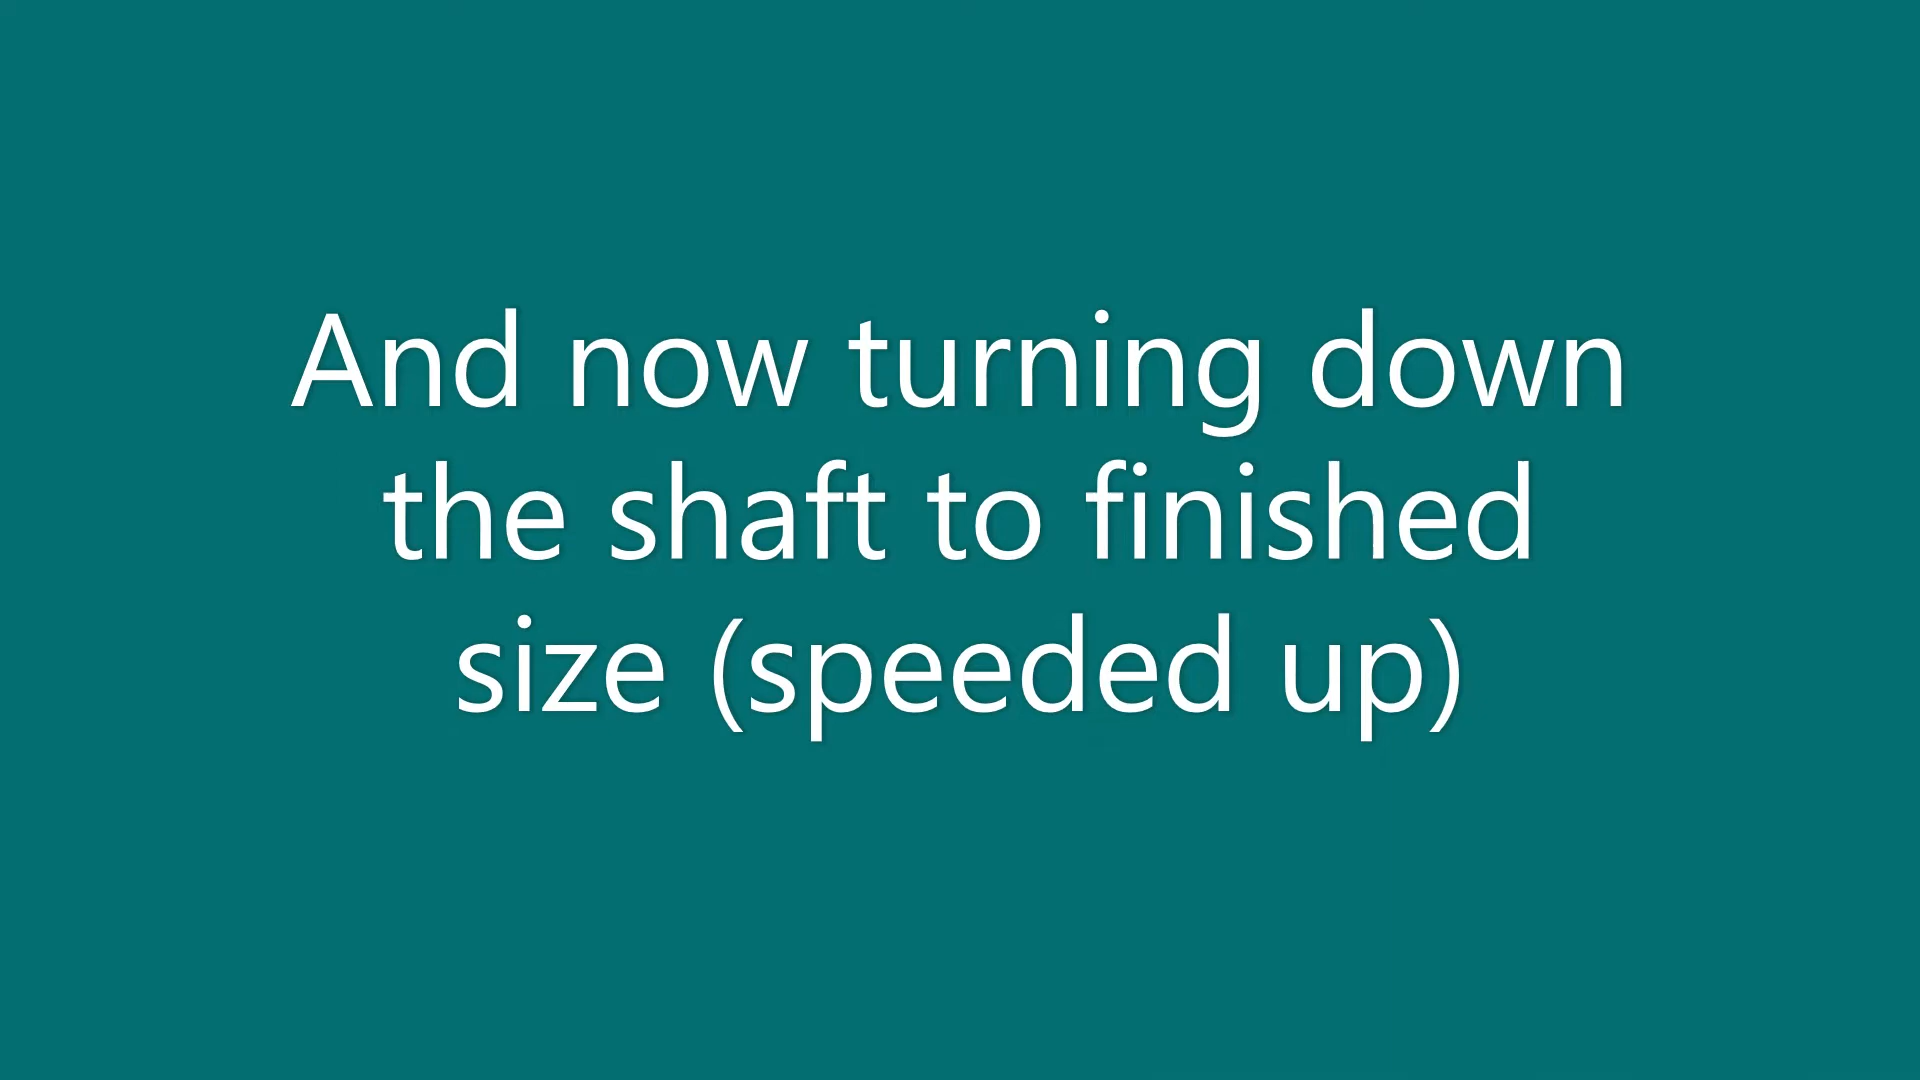 And now turning down
the shaft to finished
size (speeded up)